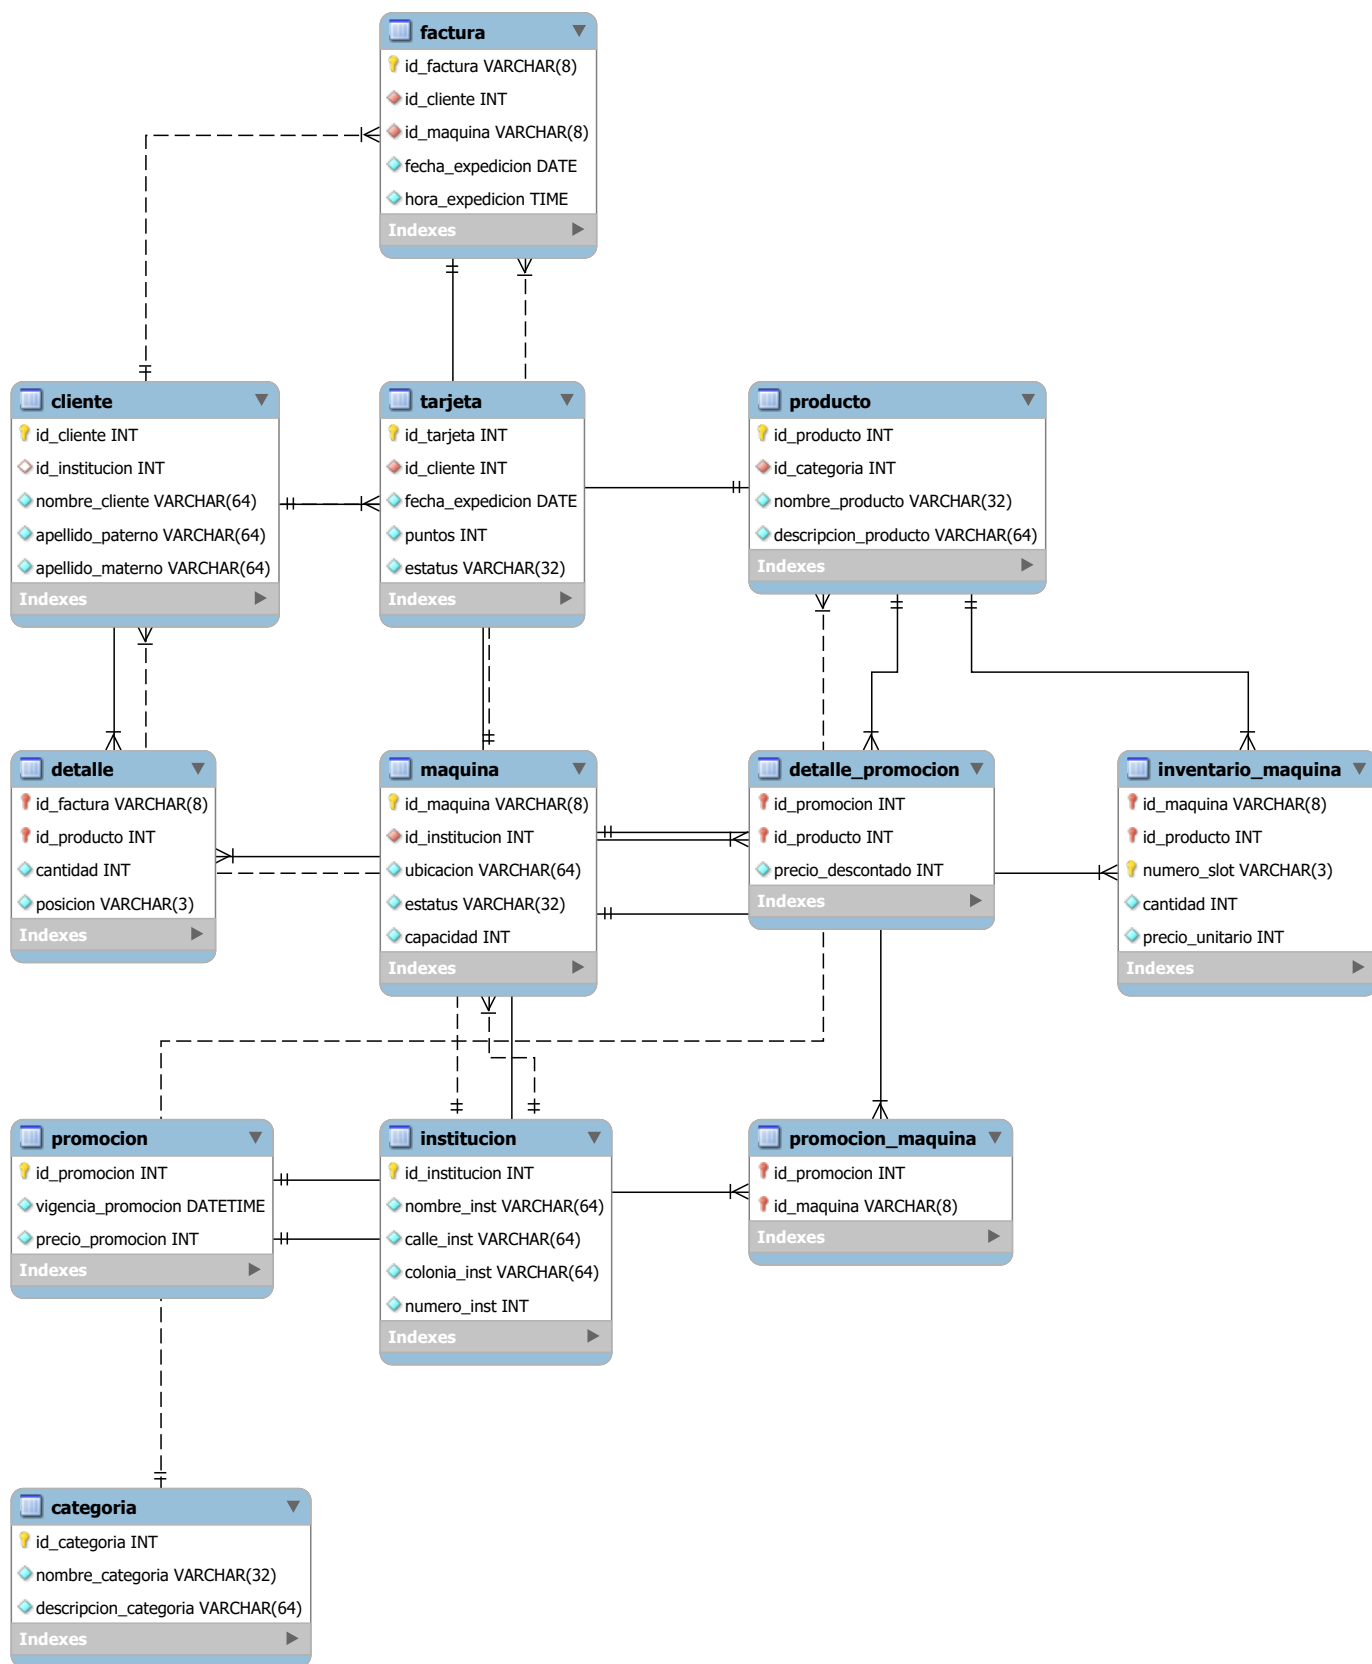 factura
id_factura VARCHAR(8)
id_cliente INT
id_maquina VARCHAR(8)
fecha_expedicion DATE
hora_expedicion TIME
Indexes
cliente
id_cliente INT
id_institucion INT
nombre_cliente VARCHAR(64)
apellido_paterno VARCHAR(64)
apellido_materno VARCHAR(64)
Indexes
tarjeta
id_tarjeta INT
id_cliente INT
fecha_expedicion DATE
puntos INT
estatus VARCHAR(32)
Indexes
producto
id_producto INT
id_categoria INT
nombre_producto VARCHAR(32)
descripcion_producto VARCHAR(64)
Indexes
detalle
id_factura VARCHAR(8)
id_producto INT
cantidad INT
posicion VARCHAR(3)
Indexes
maquina
id_maquina VARCHAR(8)
id_institucion INT
ubicacion VARCHAR(64)
estatus VARCHAR(32)
capacidad INT
Indexes
detalle_promocion
id_promocion INT
id_producto INT
precio_descontado INT
Indexes
inventario_maquina
id_maquina VARCHAR(8)
id_producto INT
numero_slot VARCHAR(3)
cantidad INT
precio_unitario INT
Indexes
promocion
id_promocion INT
vigencia_promocion DATETIME
precio_promocion INT
Indexes
institucion
id_institucion INT
nombre_inst VARCHAR(64)
calle_inst VARCHAR(64)
colonia_inst VARCHAR(64)
numero_inst INT
Indexes
promocion_maquina
id_promocion INT
id_maquina VARCHAR(8)
Indexes
categoria
id_categoria INT
nombre_categoria VARCHAR(32)
descripcion_categoria VARCHAR(64)
Indexes